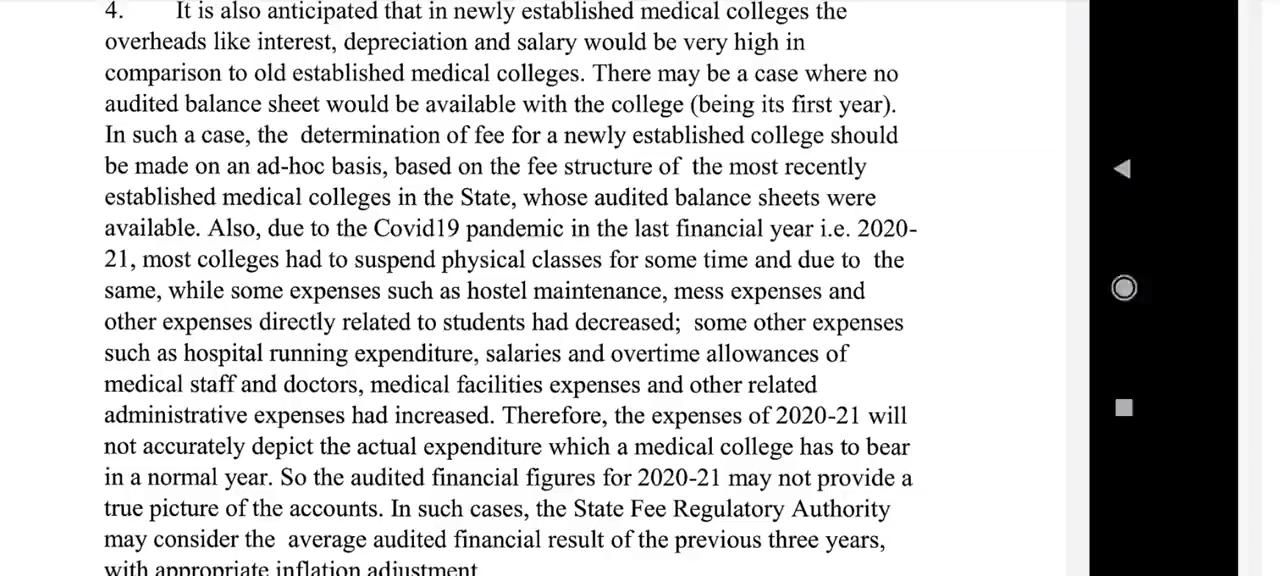 4. It is also anticipated that in newly established medical colleges the
overheads like interest, depreciation and salary would be very high in
comparison to old established medical colleges. There may be a case where no
audited balance sheet would be available with the college (being its first year).
In such a case, the determination of fee for a newly established college should
be made on an ad-hoc basis, based on the fee structure of the most recently
established medical colleges in the State, whose audited balance sheets were
available. Also, due to the Covid19 pandemic in the last financial year i.e. 2020-
21, most colleges had to suspend physical classes for some time and due to the
same, while some expenses such as hostel maintenance, mess expenses and
other expenses directly related to students had decreased; some other expenses
such as hospital running expenditure, salaries and overtime allowances of
medical staff and doctors, medical facilities expenses and other related
administrative expenses had increased. Therefore, the expenses of 2020-21 will
not accurately depict the actual expenditure which a medical college has to bear
in a normal year. So the audited financial figures for 2020-21 may not provide a
true picture of the accounts. In such cases, the State Fee Regulatory Authority
may consider the average audited financial result of the previous three years,
with appropriate inflation adjustment